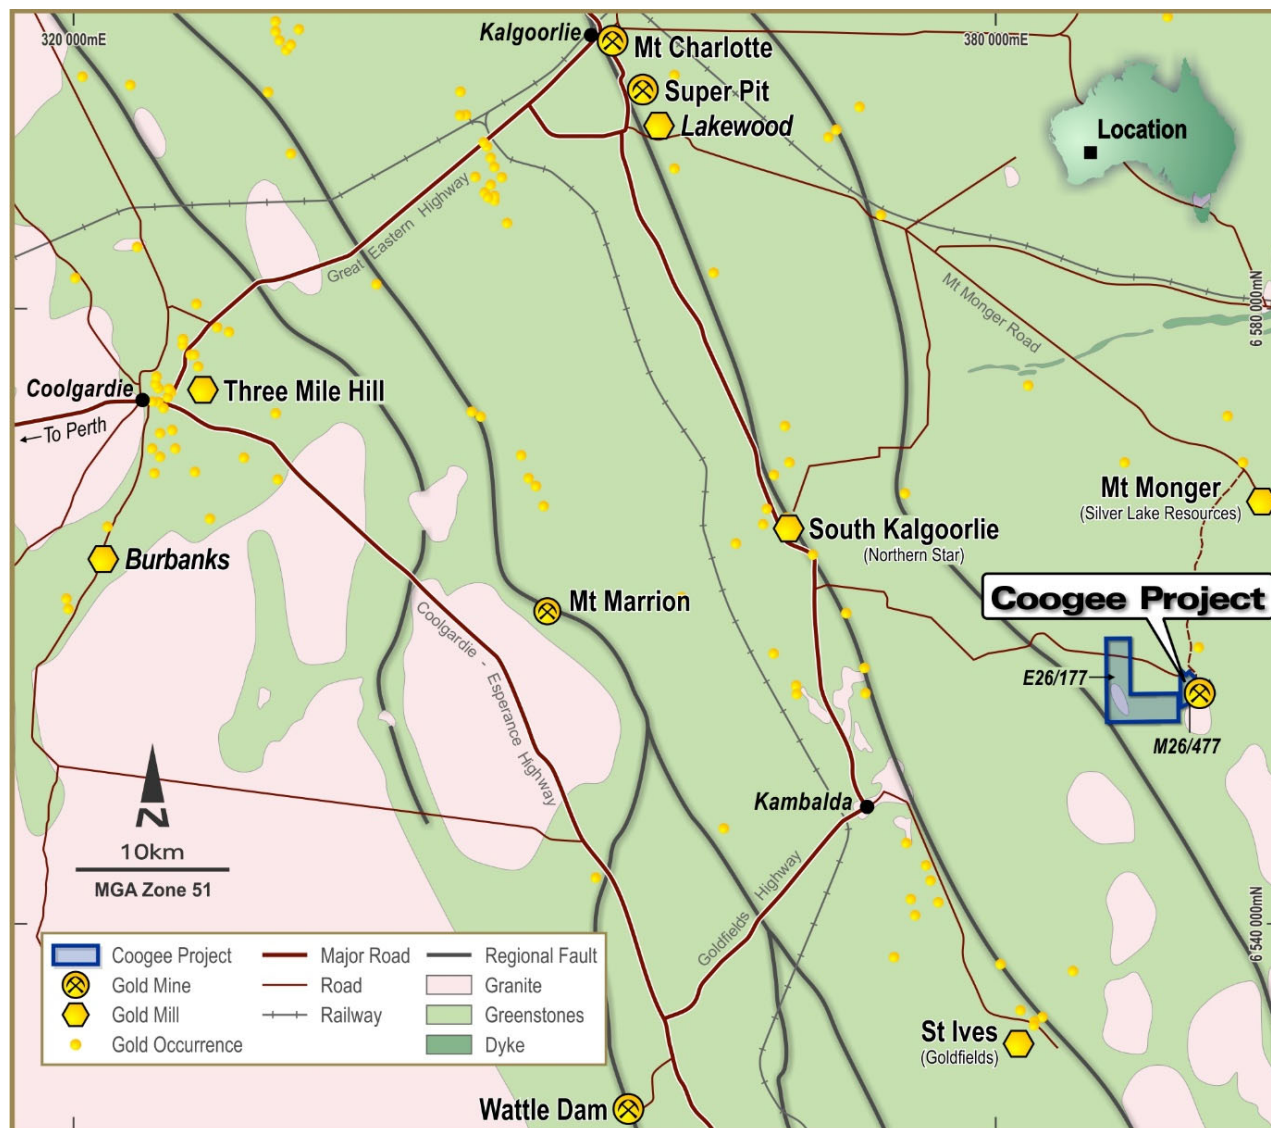 320 000mE
Kalgoorlie
380 000mE
Mt Charlotte
Super Pit
Lakewood
Location
Great Eastern Highway
Mt Monger Road
6 580 000mN
Coolgardie
Three Mile Hill
To Perth
Mt Monger
(Silver Lake Resources)
South Kalgoorlie
(Northern Star)
Burbanks
Mt Marrion
Coogee Project
Coolgardie - Esperance Highway
E26/177
M26/477
N
10km
MGA Zone 51
Kambalda
Goldfields Highway
6 540 000mN
Coogee Project
Major Road
Regional Fault
Gold Mine
Road
Granite
Gold Mill
Railway
Greenstones
Gold Occurrence
Dyke
St Ives
(Goldfields)
Wattle Dam